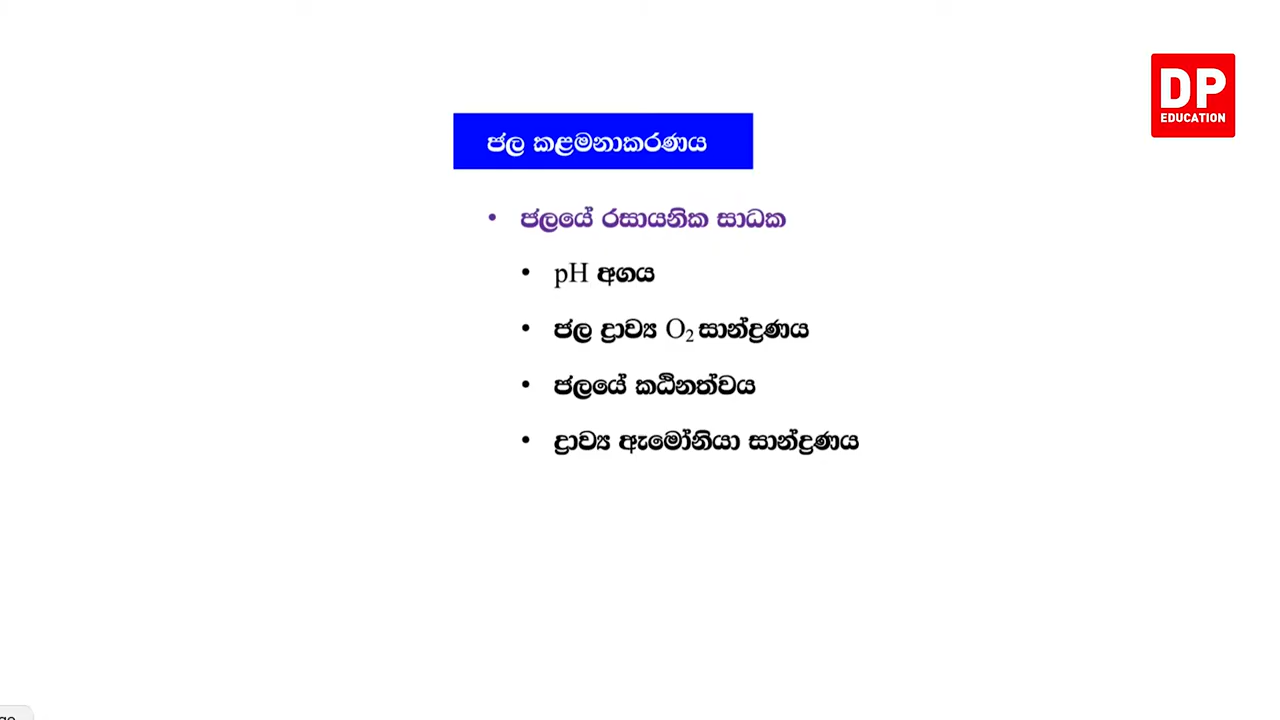 DP
EDUCATION
ජල කළමනාකරණය
• ජලයේ රසායනික සාධක
• pH අගය
• ජල ද්‍රාව්‍ය O₂ සාන්ද්‍රණය
• ජලයේ කඨිනත්වය
• ද්‍රාව්‍ය ඇමෝනියා සාන්ද්‍රණය